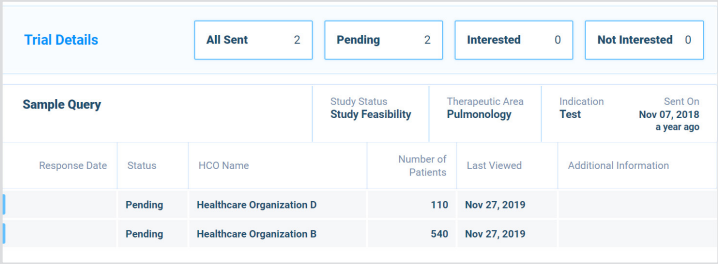 Trial Details
All Sent 2
Pending 2
Interested 0
Not Interested 0
Sample Query
Study Status
Study Feasibility
Therapeutic Area
Pulmonology
Indication
Test
Sent On
Nov 07, 2018
a year ago
Response Date Status HCO Name Number of Patients Last Viewed Additional Information
Pending Healthcare Organization D 110 Nov 27, 2019
Pending Healthcare Organization B 540 Nov 27, 2019